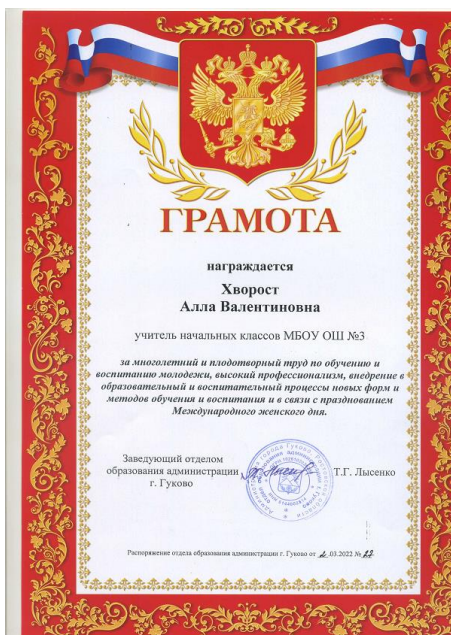 ГРАМОТА
награждается
Хворост
Алла Валентиновна
учитель начальных классов МБОУ ОШ №3
за многолетний и плодотворный труд по обучению и
воспитанию молодежи, высокий профессионализм, внедрение в
образовательный и воспитательный процессы новых форм и
методов обучения и воспитания и в связи с празднованием
Международного женского дня.
Заведующий отделом
образования администрации
г. Гуково
Т.Г. Лысенко
Распоряжение отдела образования администрации г. Гуково от 2.03.2022 № 22